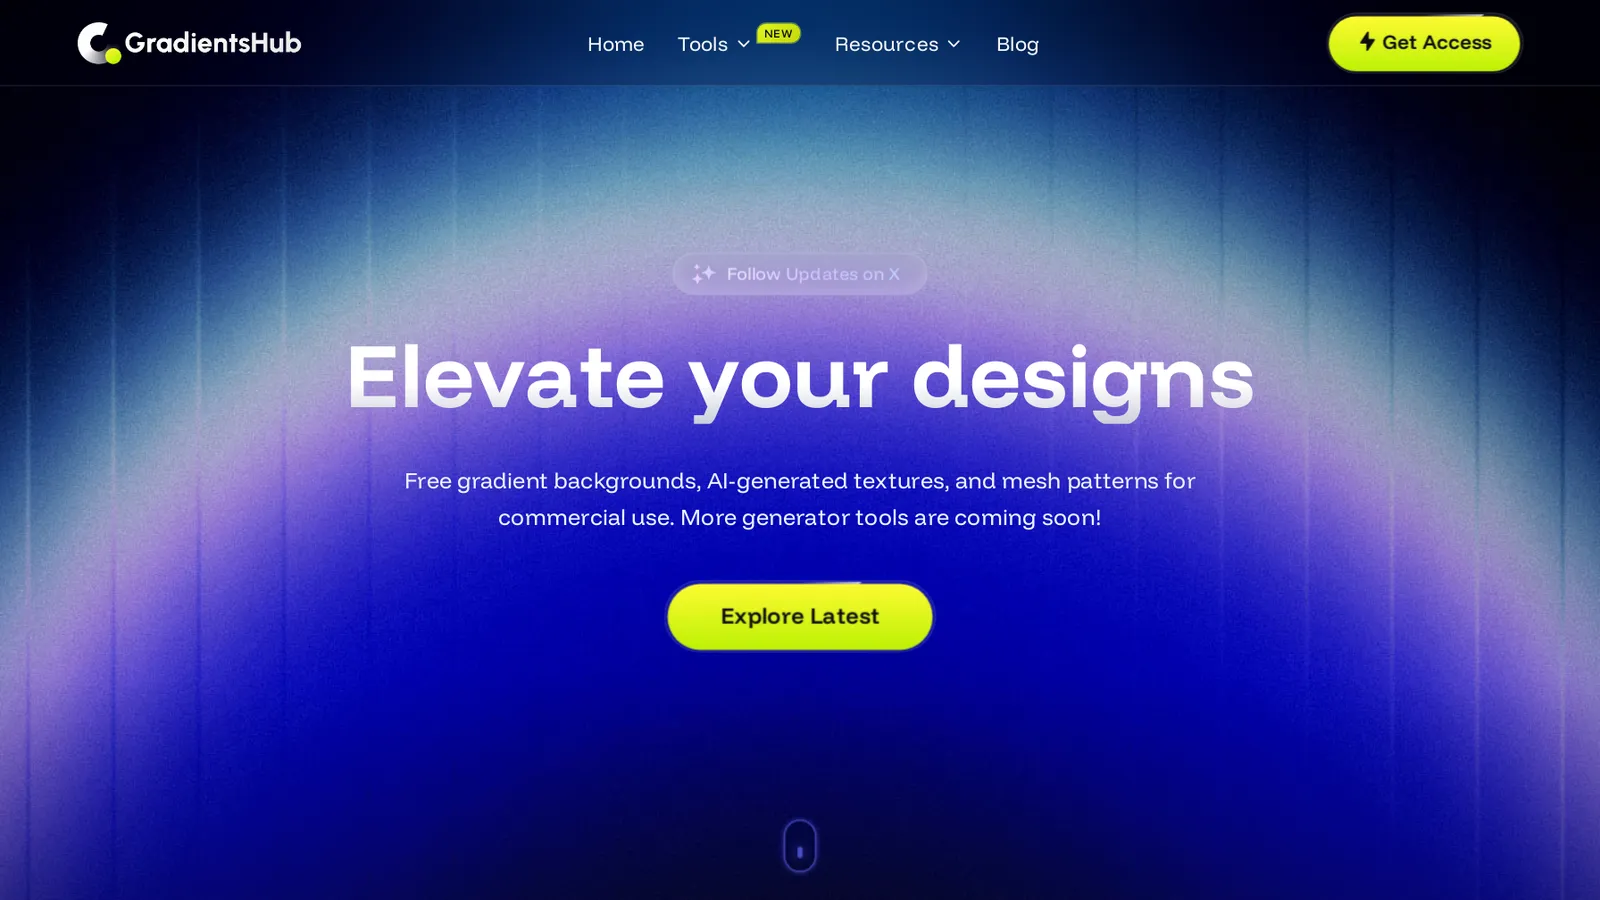 GradientsHub
Home
Tools
NEW
Resources
Blog
Get Access
Follow Updates on X
Elevate your designs
Free gradient backgrounds, AI-generated textures, and mesh patterns for
commercial use. More generator tools are coming soon!
Explore Latest